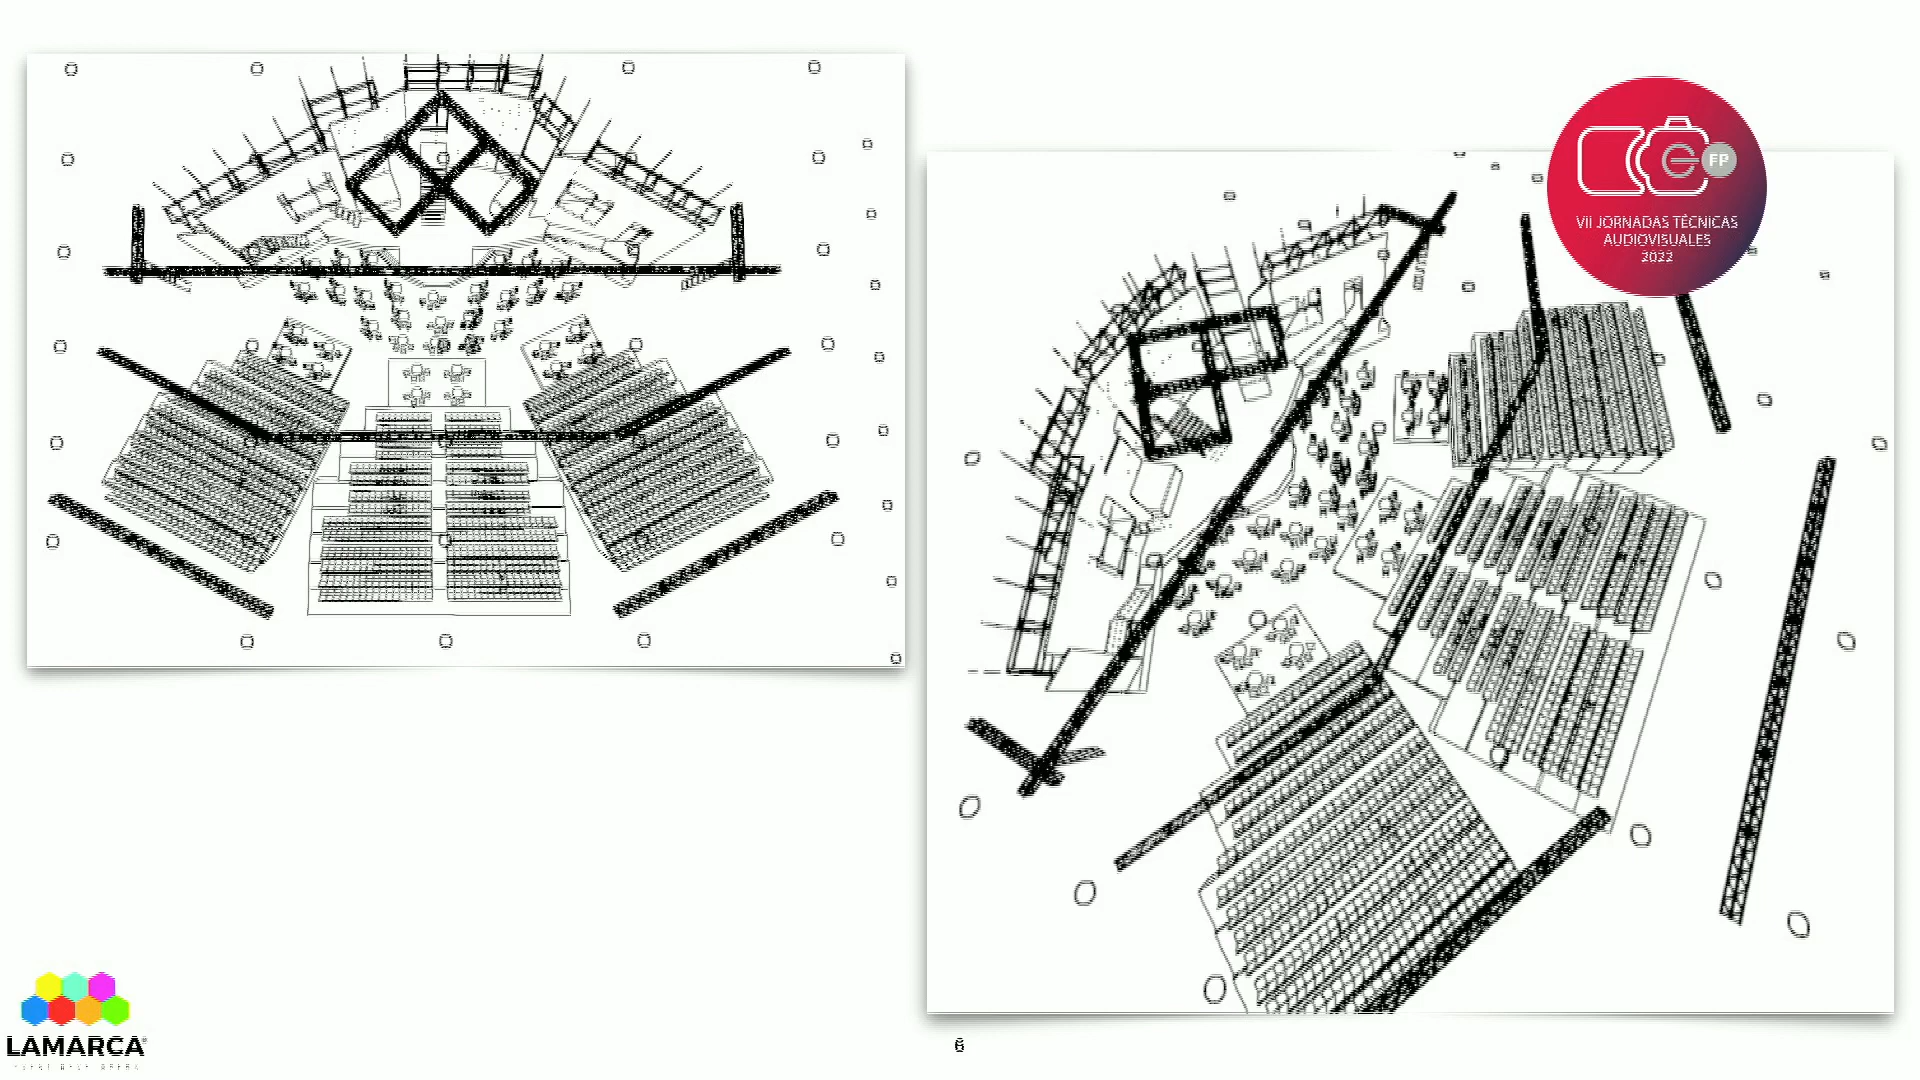 FP
VII JORNADAS TÉCNICAS
AUDIOVISUALES
2022
LAMARCA
6